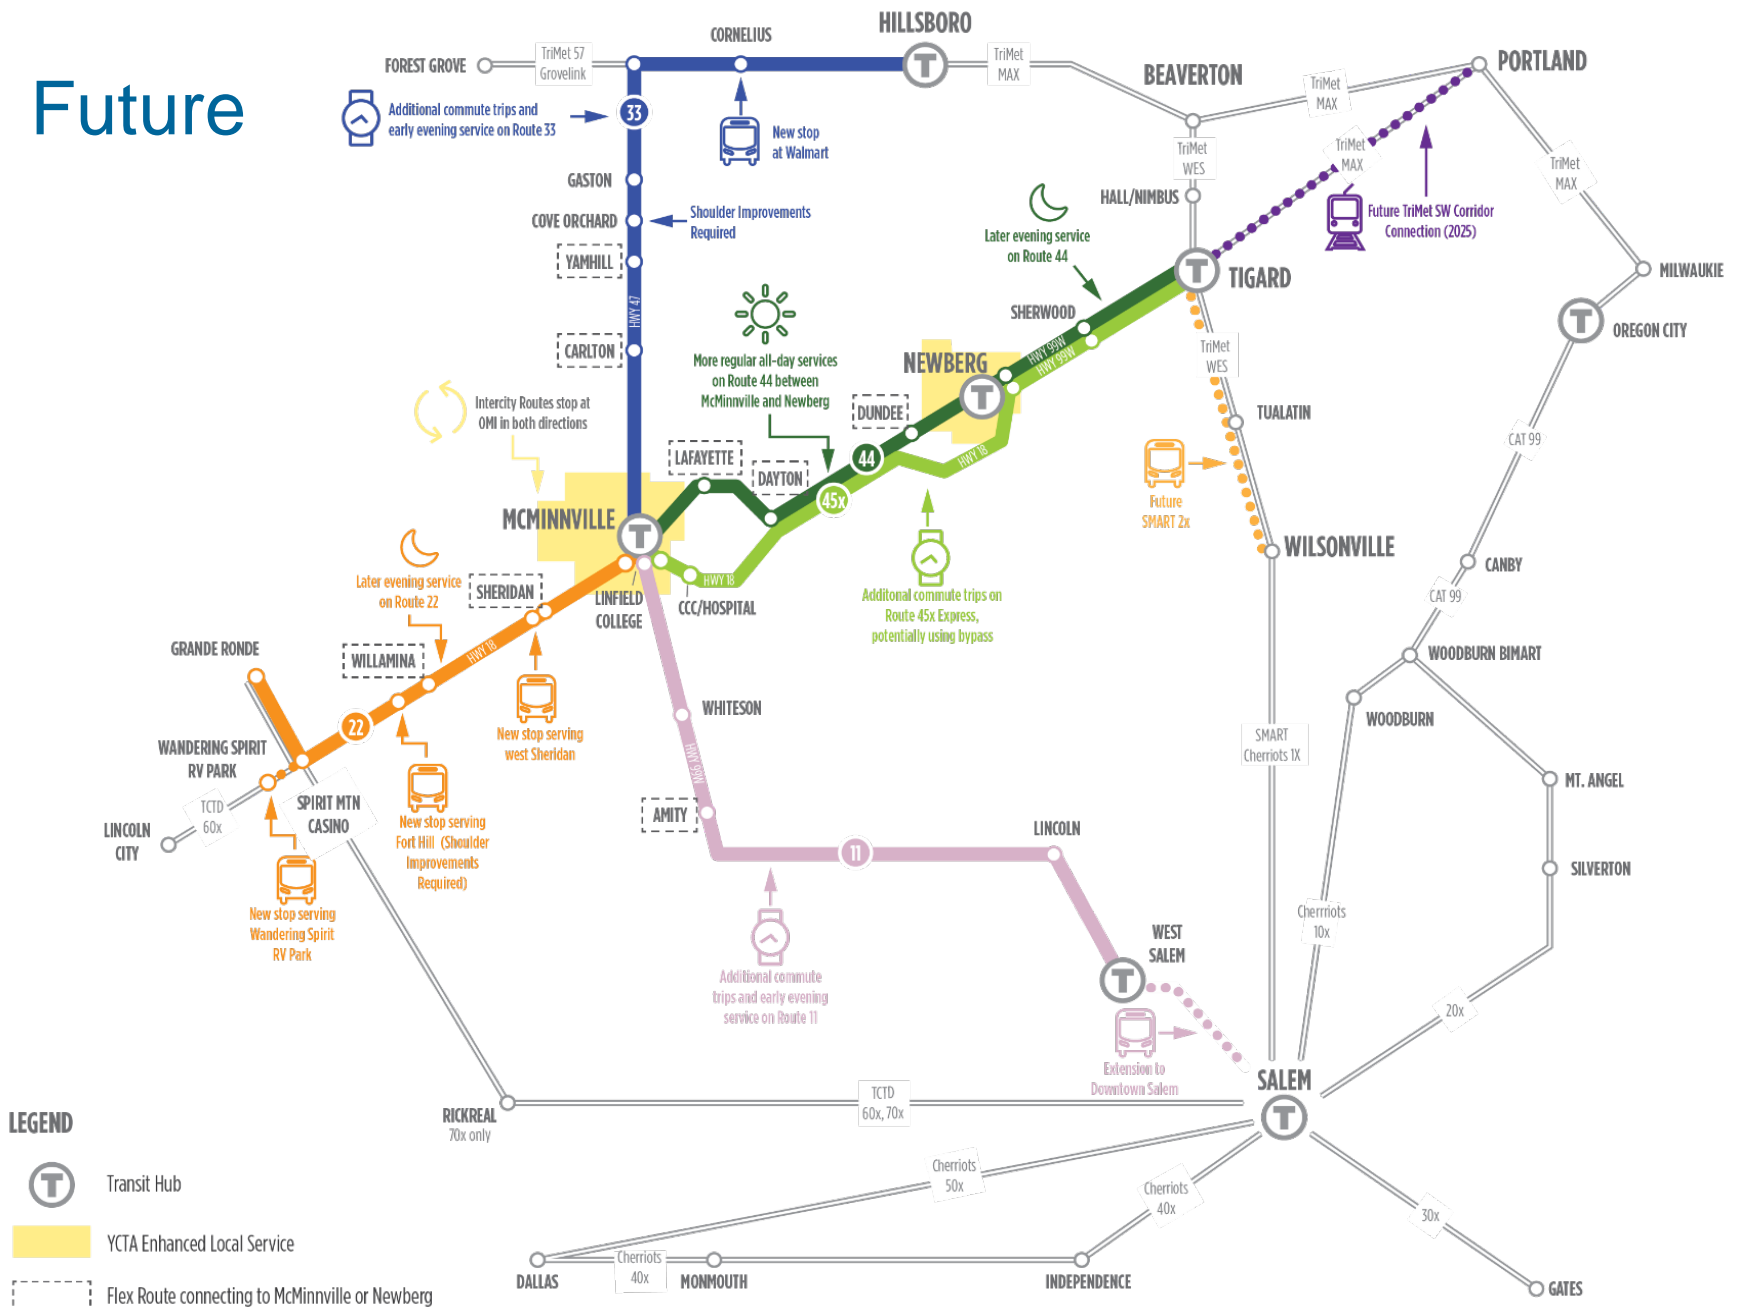 Future
HILLSBORO
CORNELIUS
FOREST GROVE
TriMet 57
Grovelink
TriMet
MAX
BEAVERTON
PORTLAND
TriMet
MAX
Additional commute trips and
early evening service on Route 33
33
New stop
at Walmart
TriMet
WES
TriMet
MAX
TriMet
MAX
GASTON
HALL/NIMBUS
COVE ORCHARD
Shoulder Improvements
Required
Later evening service
on Route 44
Future TriMet SW Corridor
Connection (2025)
YAMHILL
T
TIGARD
MILWAUKIE
HWY 47
SHERWOOD
T
OREGON CITY
CARLTON
More regular all-day services
on Route 44 between
McMinnville and Newberg
NEWBERG
HWY 99W
HWY 99W
TriMet
WES
T
Intercity Routes stop at
OMI in both directions
DUNDEE
TUALATIN
CAT 99
LAFAYETTE
44
HWY 18
DAYTON
45x
MCMINNVILLE
T
Future
SMART 2x
WILSONVILLE
CANBY
Later evening service
on Route 22
SHERIDAN
LINFIELD
COLLEGE
HWY 18
CCC/HOSPITAL
Additonal commute trips on
Route 45x Express,
potentially using bypass
CAT 99
GRANDE RONDE
WILLAMINA
HWY 18
WOODBURN BIMART
WHITESON
WOODBURN
22
New stop serving
west Sheridan
WANDERING SPIRIT
RV PARK
HWY 99W
SMART
Cherriots 1X
MT. ANGEL
TCTD
60x
SPIRIT MTN
CASINO
AMITY
LINCOLN
CITY
New stop serving
Fort Hill (Shoulder
Improvements
Required)
LINCOLN
11
SILVERTON
New stop serving
Wandering Spirit
RV Park
Cherrriots
10x
WEST
SALEM
T
Additional commute
trips and early evening
service on Route 11
20x
Extension to
Downtown Salem
SALEM
T
RICKREAL
70x only
TCTD
60x, 70x
LEGEND
T
Transit Hub
YCTA Enhanced Local Service
Flex Route connecting to McMinnville or Newberg
Cherriots
50x
Cherriots
40x
30x
DALLAS
Cherriots
40x
MONMOUTH
INDEPENDENCE
GATES
T